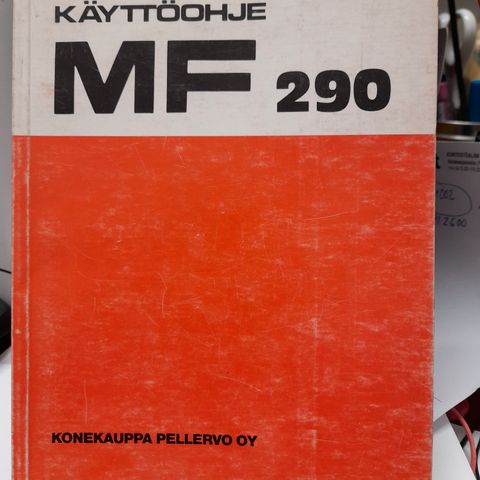 KÄYTTÖOHJE
MF 290
KONEKAUPPA PELLERVO OY